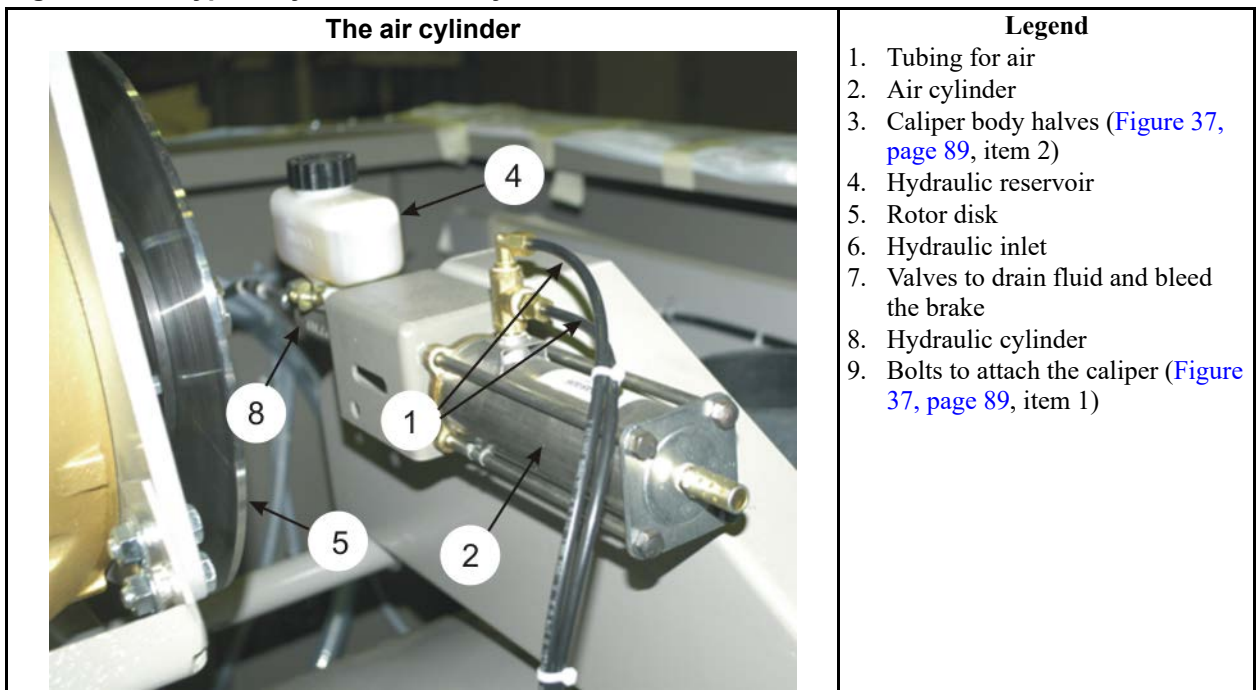 The air cylinder
4
8
1
5
2
Legend
1. Tubing for air
2. Air cylinder
3. Caliper body halves (Figure 37,
page 89, item 2)
4. Hydraulic reservoir
5. Rotor disk
6. Hydraulic inlet
7. Valves to drain fluid and bleed
the brake
8. Hydraulic cylinder
9. Bolts to attach the caliper (Figure
37, page 89, item 1)